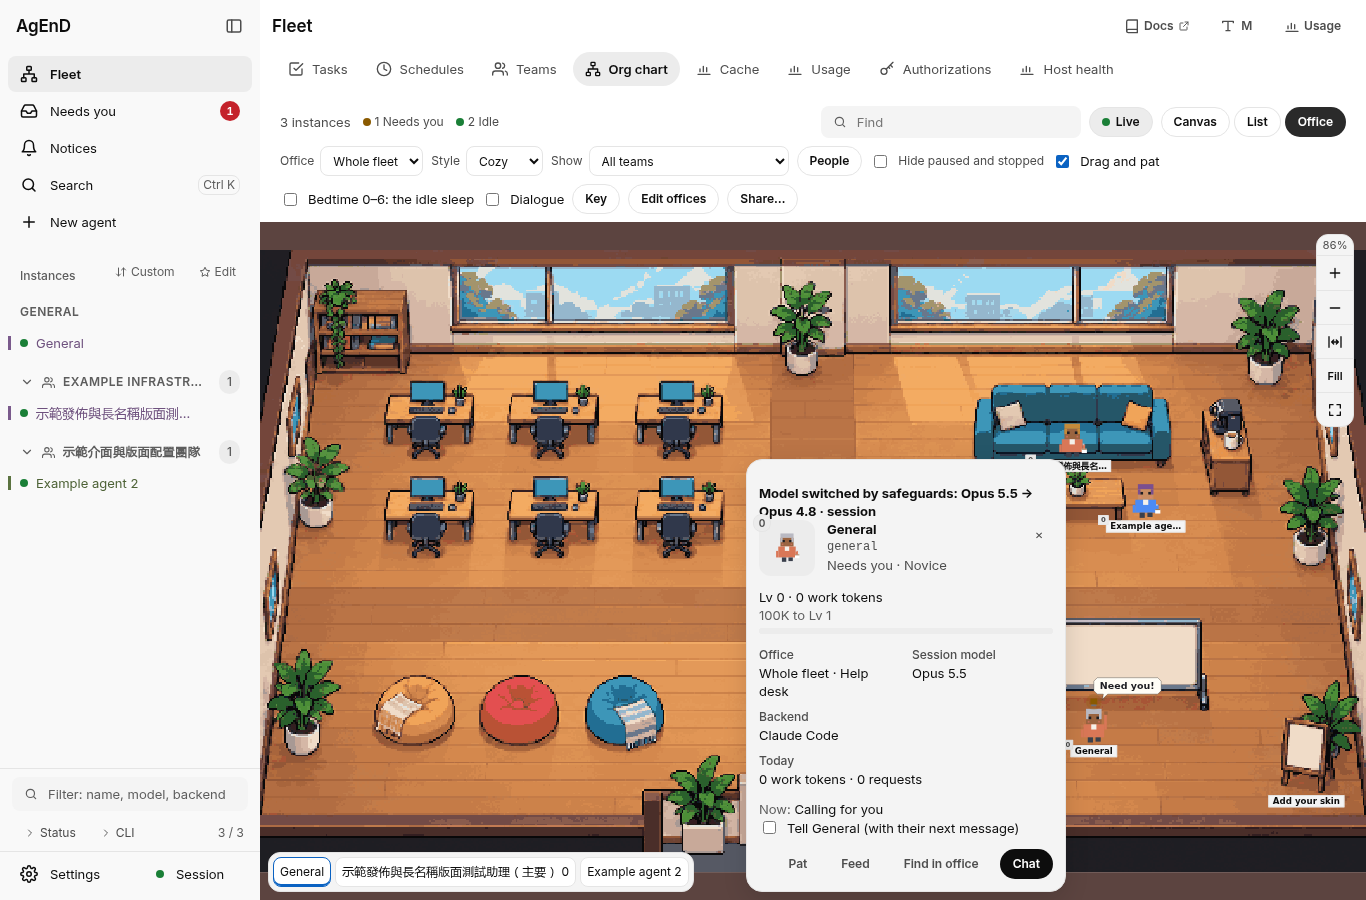 AgEnD
Fleet
Needs you
1
Notices
Search
Ctrl K
New agent
Instances
Custom
Edit
GENERAL
General
EXAMPLE INFRASTR...
1
示範發佈與長名稱版面測...
示範介面與版面配置團隊
1
Example agent 2
Filter: name, model, backend
Status
CLI
3 / 3
Settings
Session
Fleet
Docs
M
Usage
Tasks
Schedules
Teams
Org chart
Cache
Usage
Authorizations
Host health
3 instances
1 Needs you
2 Idle
Find
Live
Canvas
List
Office
Office
Whole fleet
Style
Cozy
Show
All teams
People
Hide paused and stopped
Drag and pat
Bedtime 0–6: the idle sleep
Dialogue
Key
Edit offices
Share...
86%
Fill
佈與長名...
0
Example age...
Model switched by safeguards: Opus 5.5 →
Opus 4.8 · session
0
General
general
×
Needs you · Novice
Lv 0 · 0 work tokens
100K to Lv 1
Office
Session model
Whole fleet · Help
desk
Opus 5.5
Backend
Claude Code
Today
0 work tokens · 0 requests
Now: Calling for you
Tell General (with their next message)
Pat
Feed
Find in office
Chat
Need you!
General
Add your skin
General
示範發佈與長名稱版面測試助理（主要） 0
Example agent 2